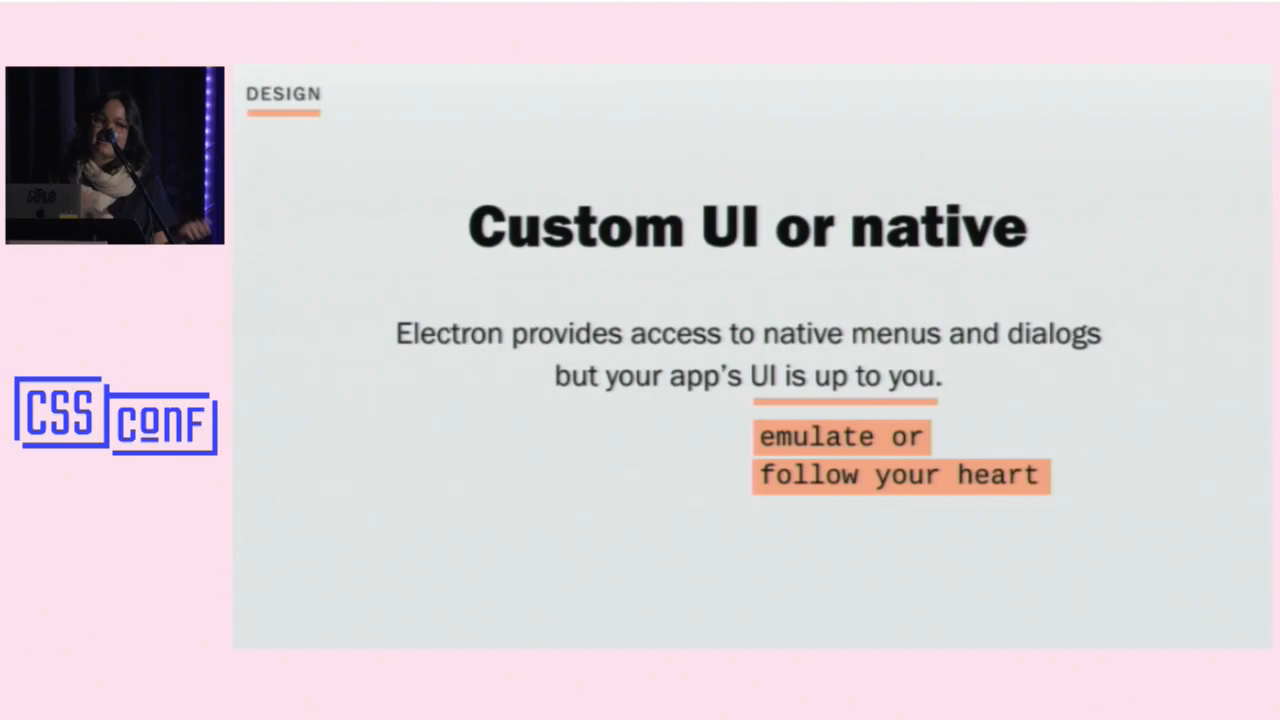 DESIGN
Custom UI or native
Electron provides access to native menus and dialogs
but your app’s UI is up to you.
emulate or
follow your heart
GitHub
CSS
CONF